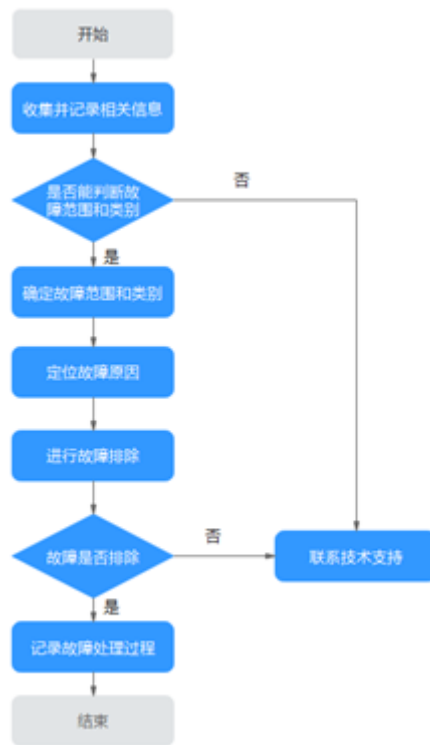 开始
收集并记录相关信息
是否能判断故
障范围和类别
否
是
确定故障范围和类别
定位故障原因
进行故障排除
故障是否排除
否
联系技术支持
是
记录故障处理过程
结束